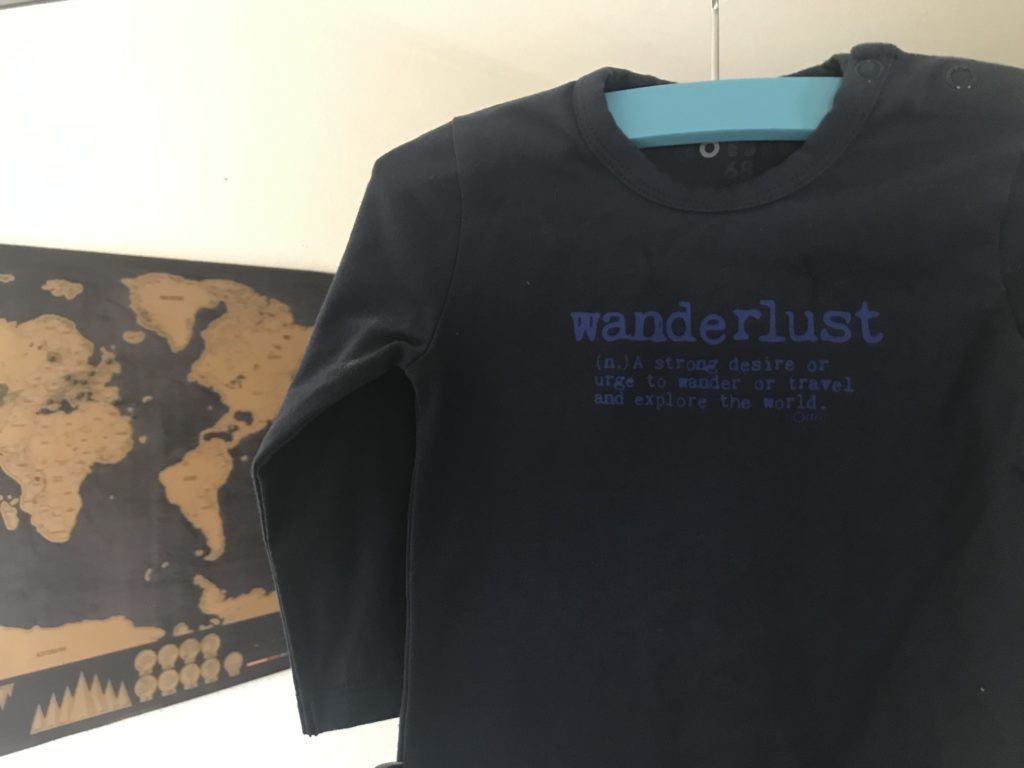 wanderlust
(n.)A strong desire or
urge to wander or travel
and explore the world.